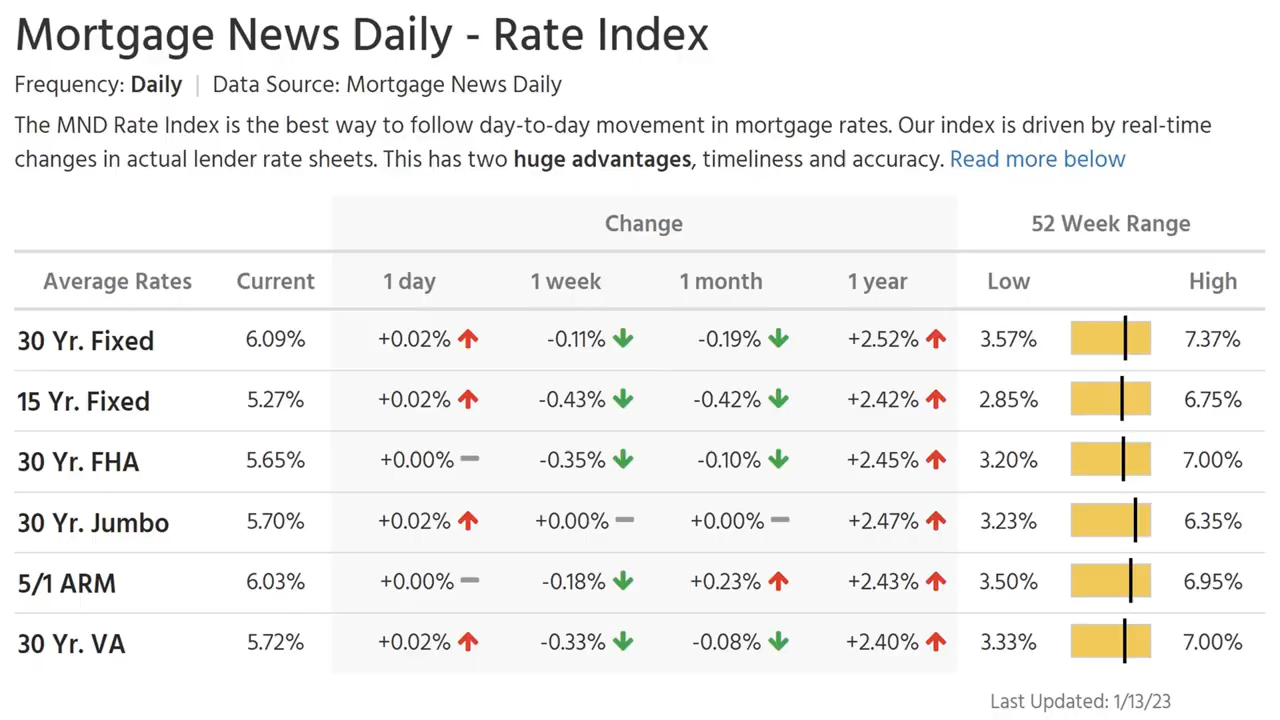 Mortgage News Daily - Rate Index
Frequency: Daily | Data Source: Mortgage News Daily
The MND Rate Index is the best way to follow day-to-day movement in mortgage rates. Our index is driven by real-time
changes in actual lender rate sheets. This has two huge advantages, timeliness and accuracy. Read more below
Change 52 Week Range
Average Rates Current 1 day 1 week 1 month 1 year Low High
30 Yr. Fixed 6.09% +0.02% -0.11% -0.19% +2.52% 3.57% 7.37%
15 Yr. Fixed 5.27% +0.02% -0.43% -0.42% +2.42% 2.85% 6.75%
30 Yr. FHA 5.65% +0.00% -0.35% -0.10% +2.45% 3.20% 7.00%
30 Yr. Jumbo 5.70% +0.02% +0.00% +0.00% +2.47% 3.23% 6.35%
5/1 ARM 6.03% +0.00% -0.18% +0.23% +2.43% 3.50% 6.95%
30 Yr. VA 5.72% +0.02% -0.33% -0.08% +2.40% 3.33% 7.00%
Last Updated: 1/13/23